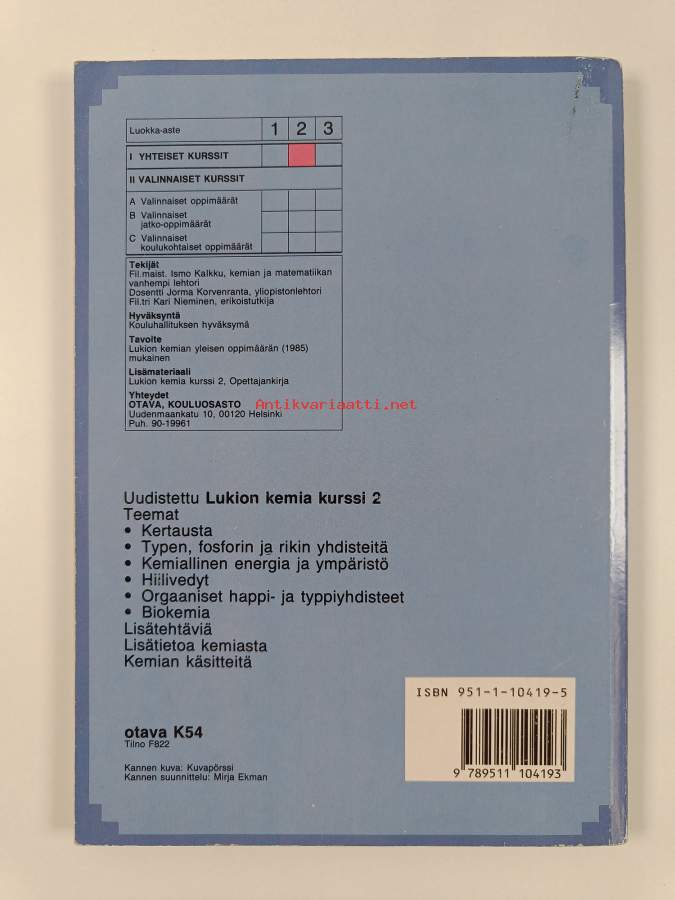 Luokka-aste 1 2 3
I YHTEISET KURSSIT
II VALINNAISET KURSSIT
A Valinnaiset oppimäärät
B Valinnaiset
jatko-oppimäärät
C Valinnaiset
koulukohtaiset oppimäärät
Tekijät
Fil.maist. Ismo Kalkku, kemian ja matematiikan
vanhempi lehtori
Dosentti Jorma Korvenranta, yliopistonlehtori
Fil.tri Kari Nieminen, erikoistutkija
Hyväksyntä
Kouluhallituksen hyväksymä
Tavoite
Lukion kemian yleisen oppimäärän (1985)
mukainen
Lisämateriaali
Lukion kemia kurssi 2, Opettajankirja
Yhteydet
OTAVA, KOULUOSASTO
Uudenmaankatu 10, 00120 Helsinki
Puh. 90-19961
Antikvariaatti.net
Uudistettu Lukion kemia kurssi 2
Teemat
• Kertausta
• Typen, fosforin ja rikin yhdisteitä
• Kemiallinen energia ja ympäristö
• Hiilivedyt
• Orgaaniset happi- ja typpiyhdisteet
• Biokemia
Lisätehtäviä
Lisätietoa kemiasta
Kemian käsitteitä
otava K54
Tilno F822
Kannen kuva: Kuvapörssi
Kannen suunnittelu: Mirja Ekman
ISBN 951-1-10419-5
9 789511 104193